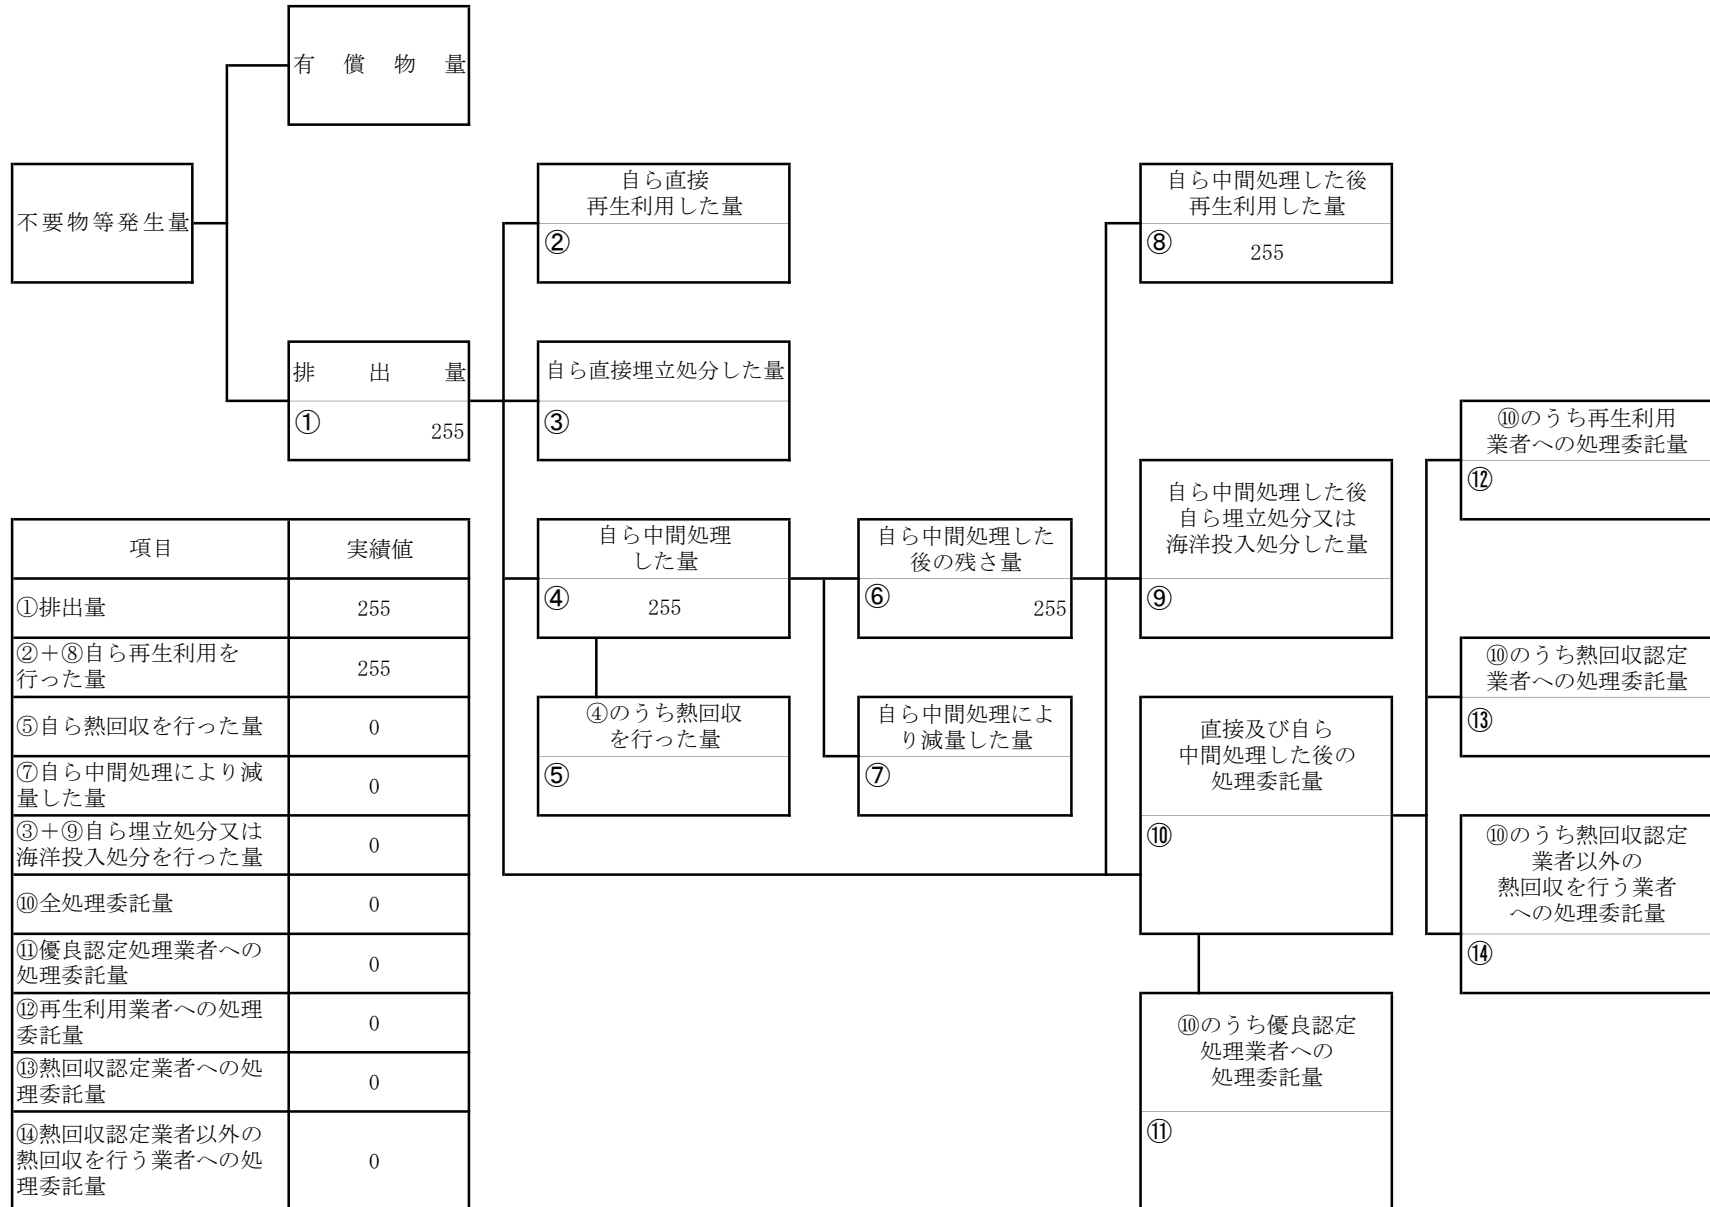 有償物量
不要物等発生量
自ら直接
再生利用した量
②
自ら中間処理した後
再生利用した量
⑧
255
排出量
①
255
自ら直接埋立処分した量
③
⑩のうち再生利用
業者への処理委託量
⑫
自ら中間処理
した量
④
255
自ら中間処理した
後の残さ量
⑥
255
自ら中間処理した後
自ら埋立処分又は
海洋投入処分した量
⑨
④のうち熱回収
を行った量
⑤
自ら中間処理によ
り減量した量
⑦
直接及び自ら
中間処理した後の
処理委託量
⑩
⑩のうち熱回収認定
業者への処理委託量
⑬
⑩のうち熱回収認定
業者以外の
熱回収を行う業者
への処理委託量
⑭
⑩のうち優良認定
処理業者への
処理委託量
⑪
項目 実績値
①排出量 255
②＋⑧自ら再生利用を
行った量 255
⑤自ら熱回収を行った量 0
⑦自ら中間処理により減
量した量 0
③＋⑨自ら埋立処分又は
海洋投入処分を行った量 0
⑩全処理委託量 0
⑪優良認定処理業者への
処理委託量 0
⑫再生利用業者への処理
委託量 0
⑬熱回収認定業者への処
理委託量 0
⑭熱回収認定業者以外の
熱回収を行う業者への処 0
理委託量